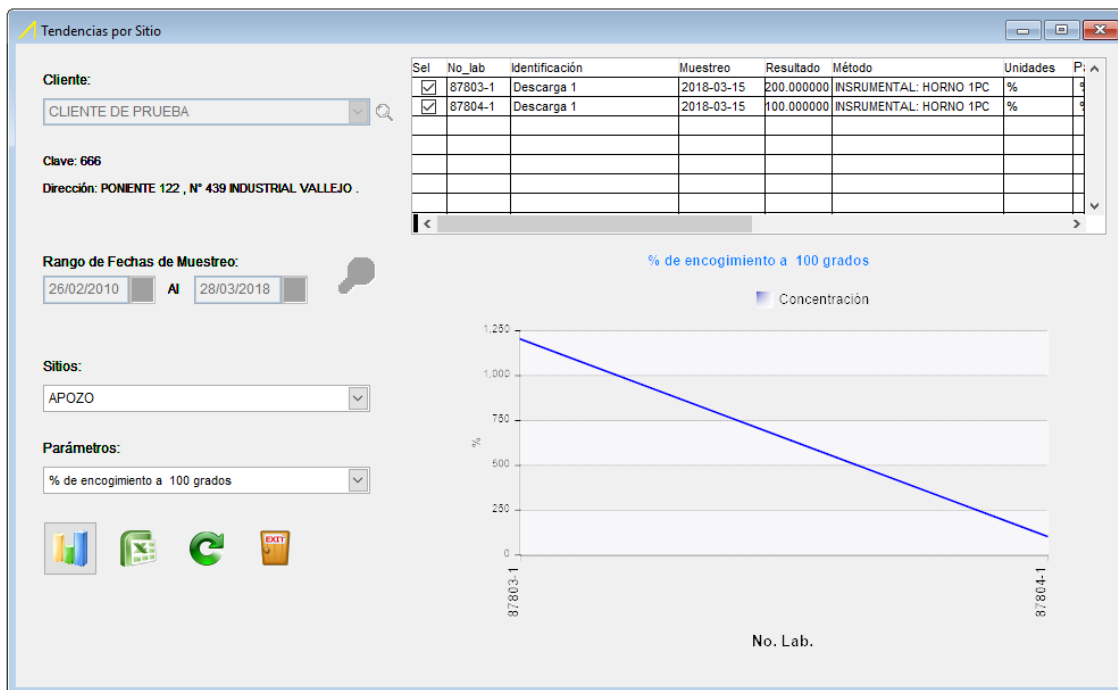 Tendencias por Sitio
Cliente:
CLIENTE DE PRUEBA
Clave: 666
Dirección: PONIENTE 122 , N° 439 INDUSTRIAL VALLEJO .
Rango de Fechas de Muestreo:
26/02/2010 Al 28/03/2018
Sitios:
APOZO
Parámetros:
% de encogimiento a 100 grados
EXIT
Sel No_lab Identificación Muestreo Resultado Método Unidades
87803-1 Descarga 1 2018-03-15 200.000000 INSRUMENTAL: HORNO 1PC %
87804-1 Descarga 1 2018-03-15 100.000000 INSRUMENTAL: HORNO 1PC %
% de encogimiento a 100 grados
Concentración
1,250
1,000
750
500
250
0
%
87803-1
87804-1
No. Lab.